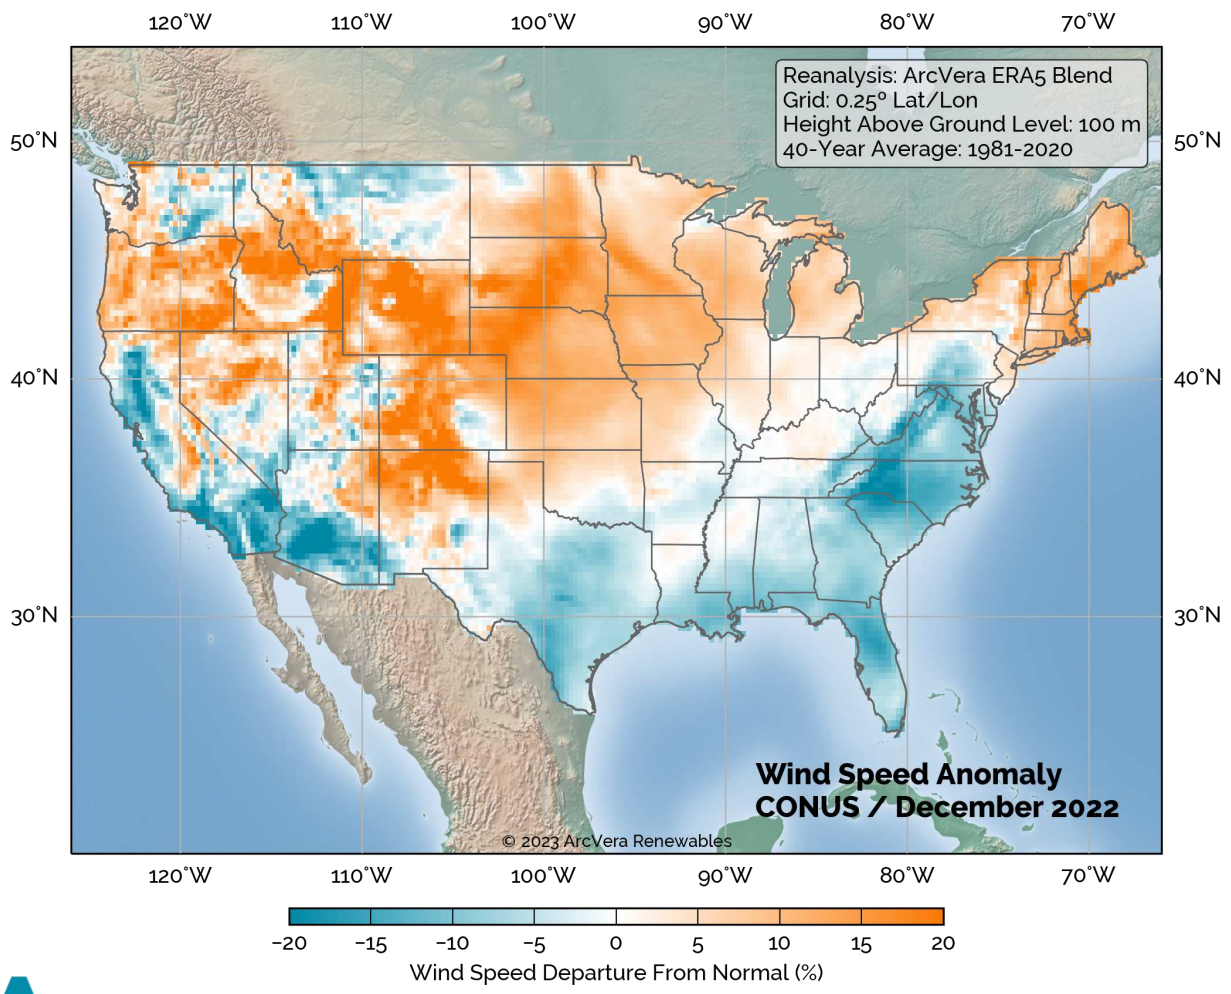 120°W 110°W 100°W 90°W 80°W 70°W
Reanalysis: ArcVera ERA5 Blend
Grid: 0.25º Lat/Lon
Height Above Ground Level: 100 m
40-Year Average: 1981-2020
50°N 50°N
40°N 40°N
30°N 30°N
Wind Speed Anomaly
CONUS / December 2022
© 2023 ArcVera Renewables
120°W 110°W 100°W 90°W 80°W 70°W
−20 −15 −10 −5 0 5 10 15 20
Wind Speed Departure From Normal (%)